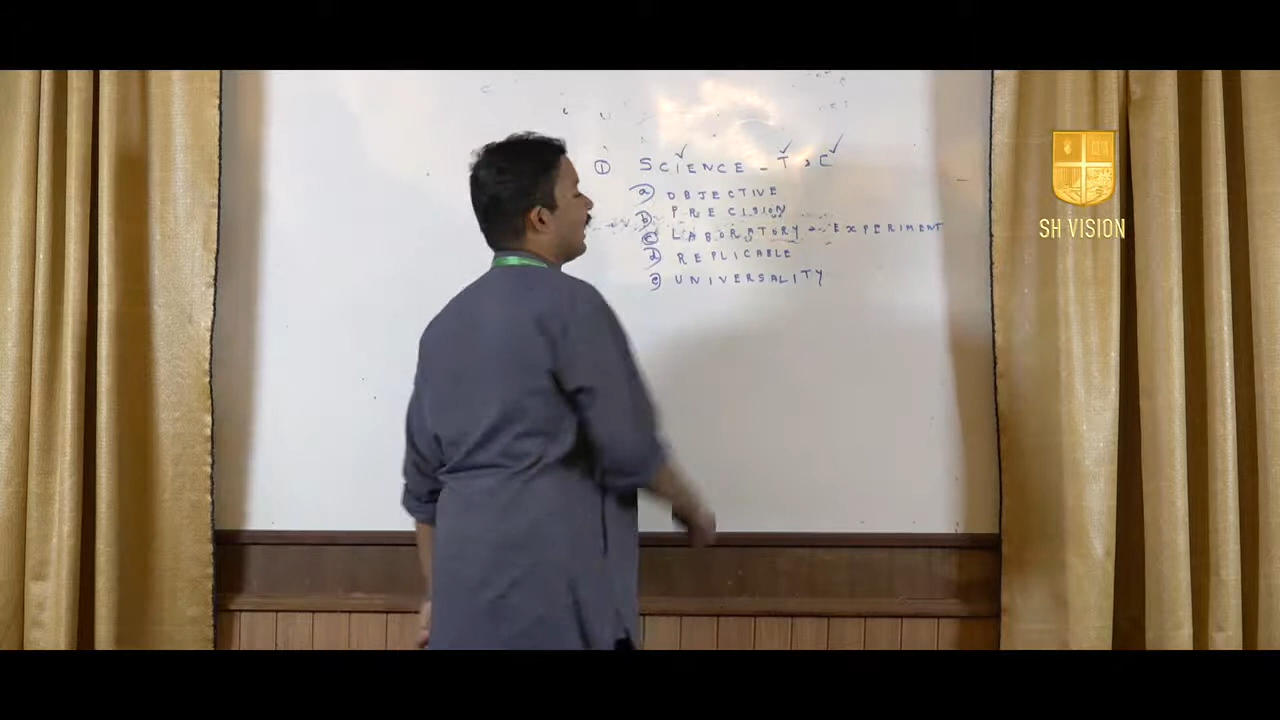 ① SCIENCE - T, C
ⓐ OBJECTIVE
ⓑ PRECISION
ⓒ LABORATORY - EXPERIMENT
ⓓ REPLICABLE
ⓔ UNIVERSALITY
SH VISION